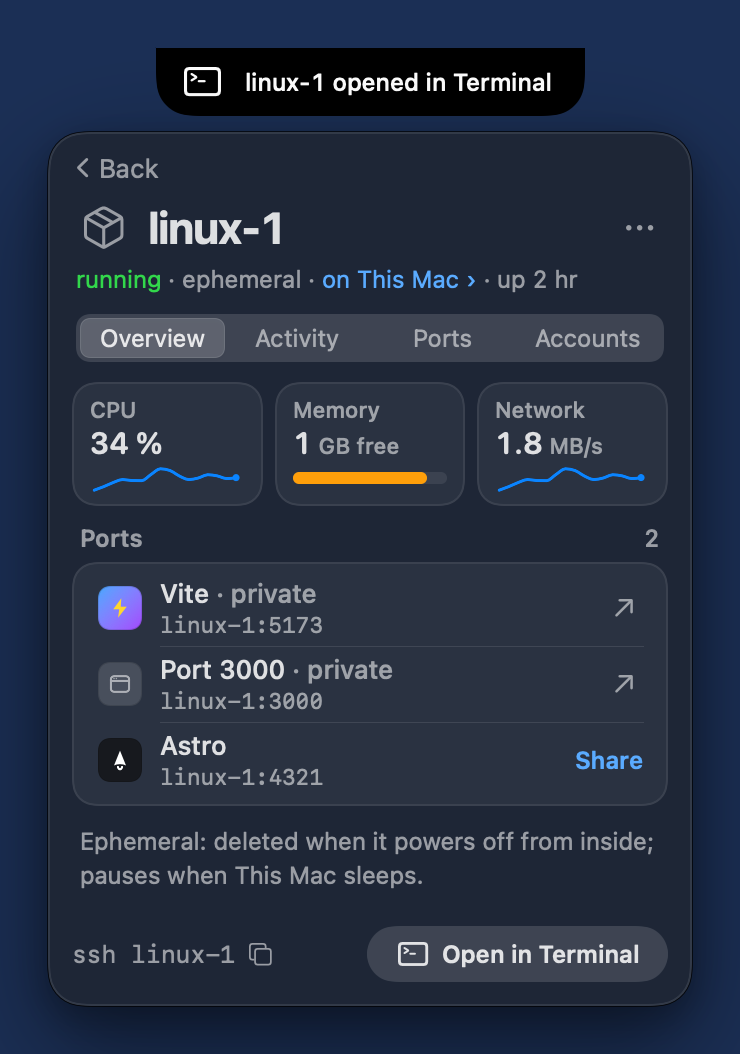 linux-1 opened in Terminal
Back
linux-1
running · ephemeral · on This Mac › · up 2 hr
Overview Activity Ports Accounts
CPU Memory Network
34 % 1 GB free 1.8 MB/s
Ports 2
Vite · private
linux-1:5173
Port 3000 · private
linux-1:3000
Astro
linux-1:4321
Share
Ephemeral: deleted when it powers off from inside;
pauses when This Mac sleeps.
ssh linux-1 Open in Terminal